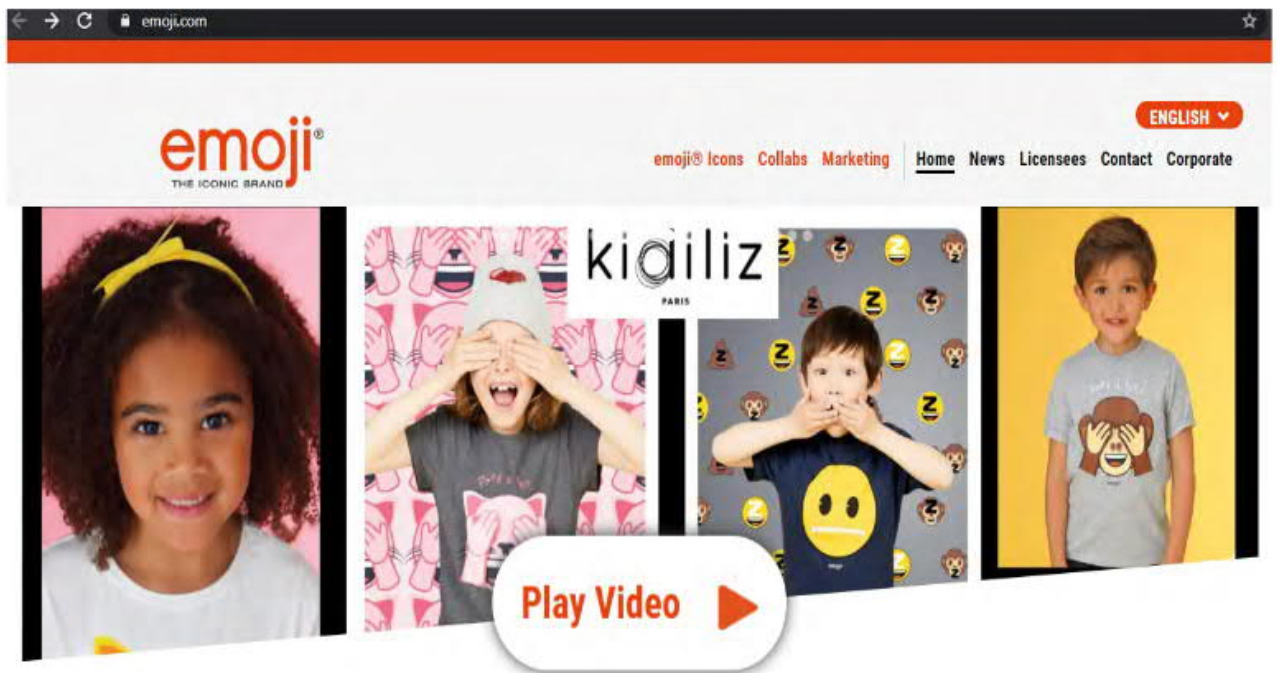 emoji.com
ENGLISH
emoji®
THE ICONIC BRAND
emoji® Icons Collabs Marketing Home News Licensees Contact Corporate
kidiliz
PARIS
Z
Z
Z
Z
Z
Z
Z
Play Video